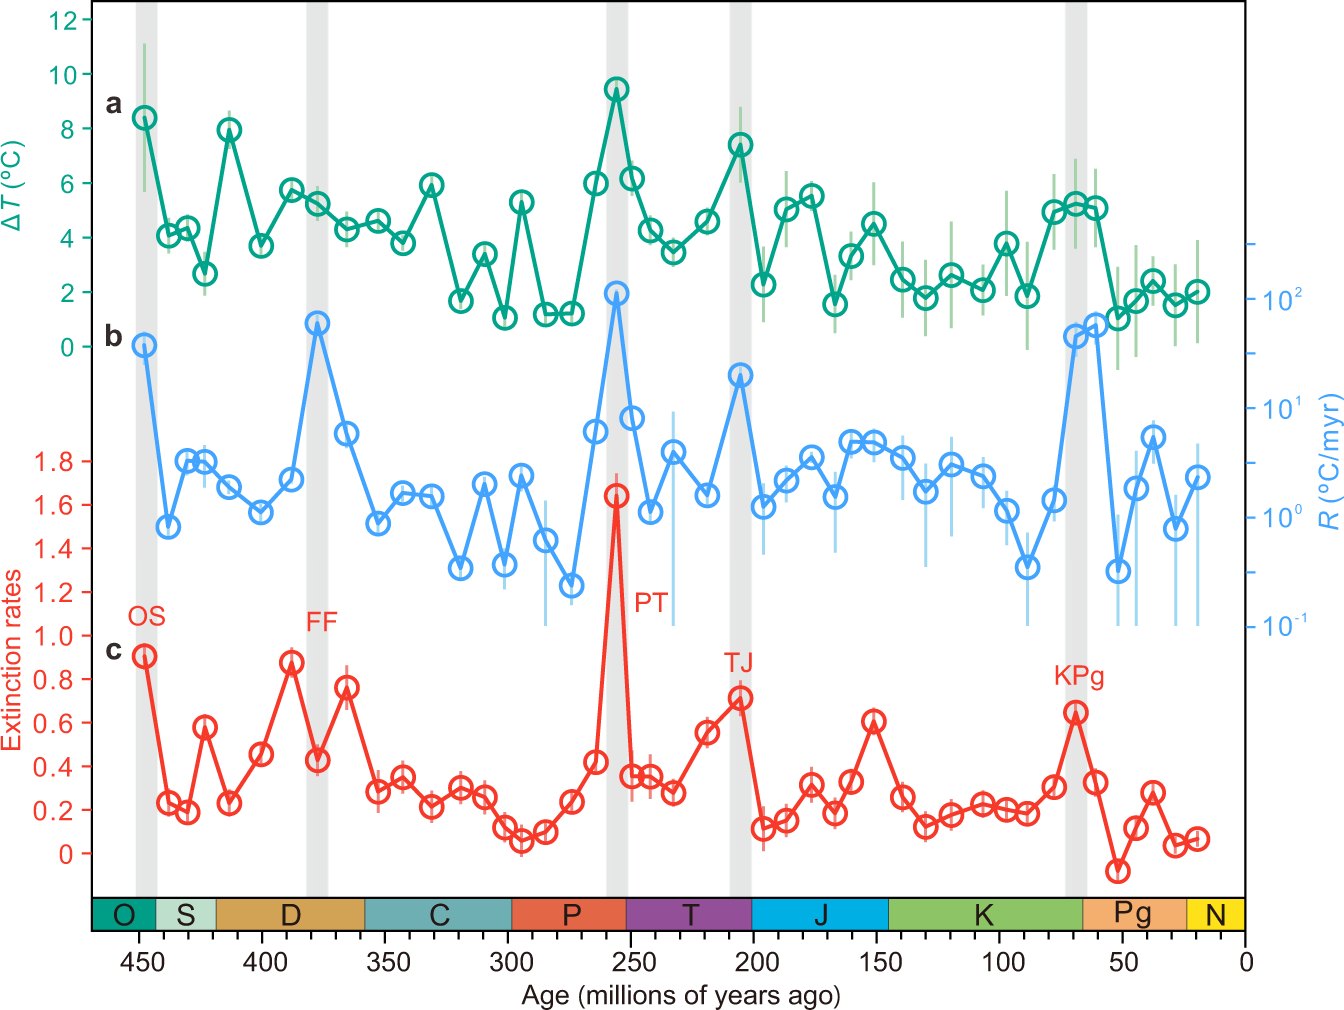 12
10
8
6
4
2
0
ΔT (°C)
a
b
10²
10¹
10⁰
10⁻¹
R (°C/myr)
1.8
1.6
1.4
1.2
1.0
0.8
0.6
0.4
0.2
0
Extinction rates
c
OS
FF
PT
TJ
KPg
O S D C P T J K Pg N
450 400 350 300 250 200 150 100 50 0
Age (millions of years ago)